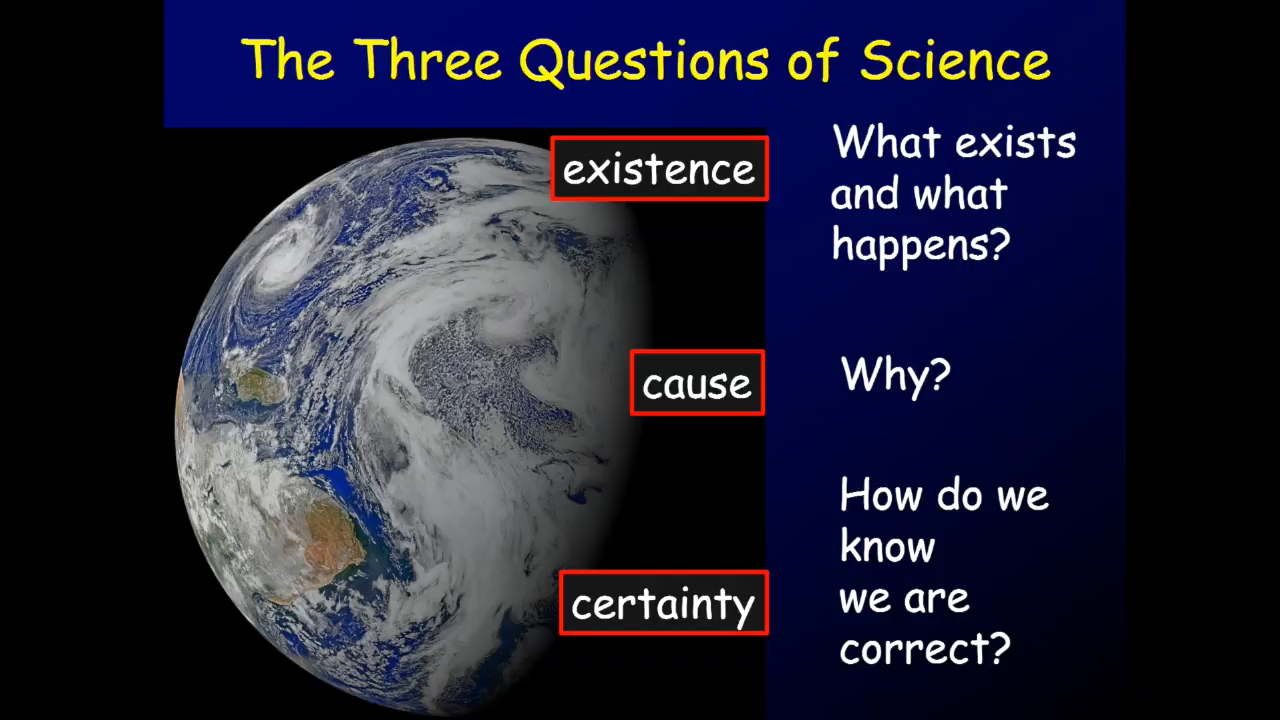 The Three Questions of Science
existence
What exists
and what
happens?
cause
Why?
certainty
How do we
know
we are
correct?